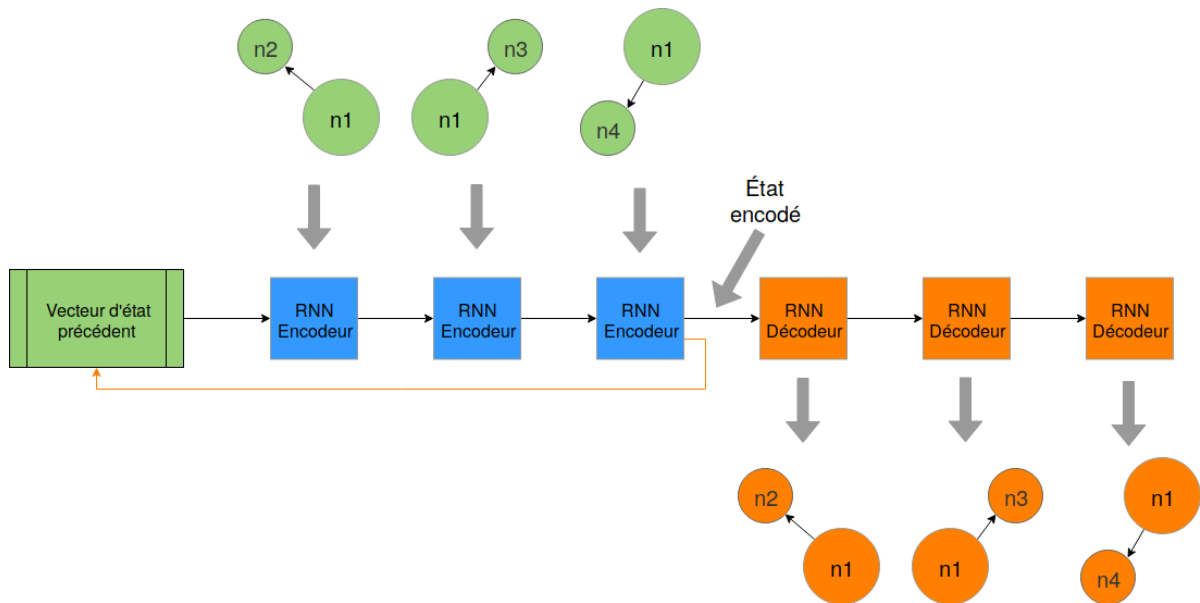 n2
n1
n3
n1
n1
n4
État
encodé
Vecteur d'état
précédent
RNN
Encodeur
RNN
Encodeur
RNN
Encodeur
RNN
Décodeur
RNN
Décodeur
RNN
Décodeur
n2
n1
n3
n1
n1
n4